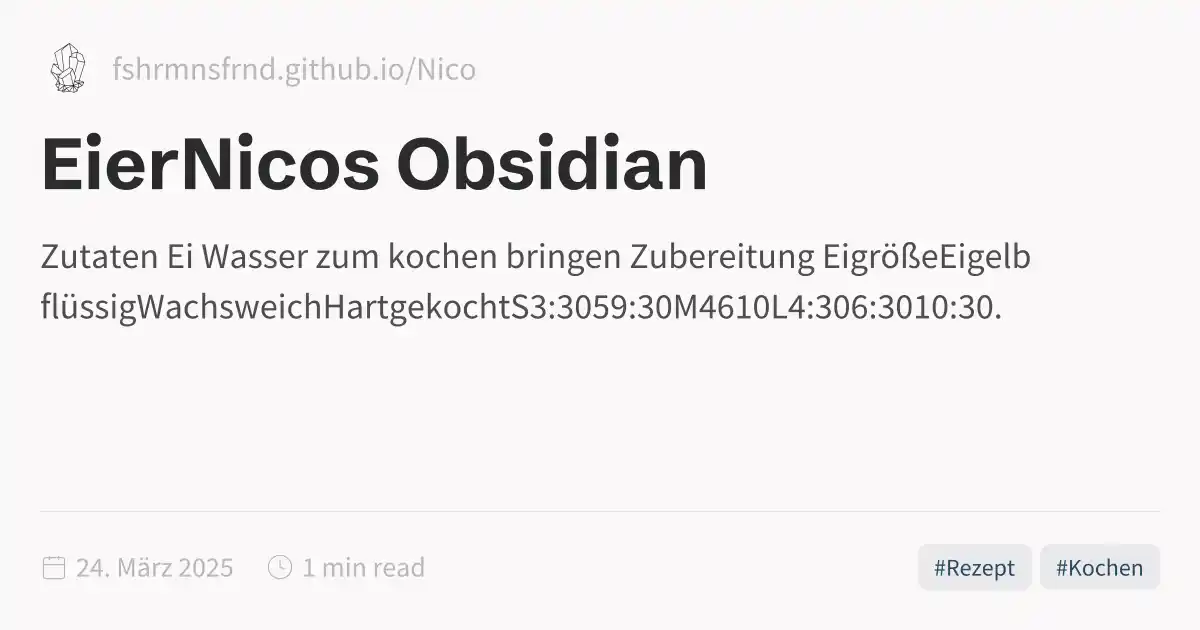 fshrmnsfrnd.github.io/Nico
EierNicos Obsidian
Zutaten Ei Wasser zum kochen bringen Zubereitung EigrößeEigelb
flüssigWachsweichHartgekochtS3:3059:30M4610L4:306:3010:30.
24. März 2025 1 min read #Rezept #Kochen